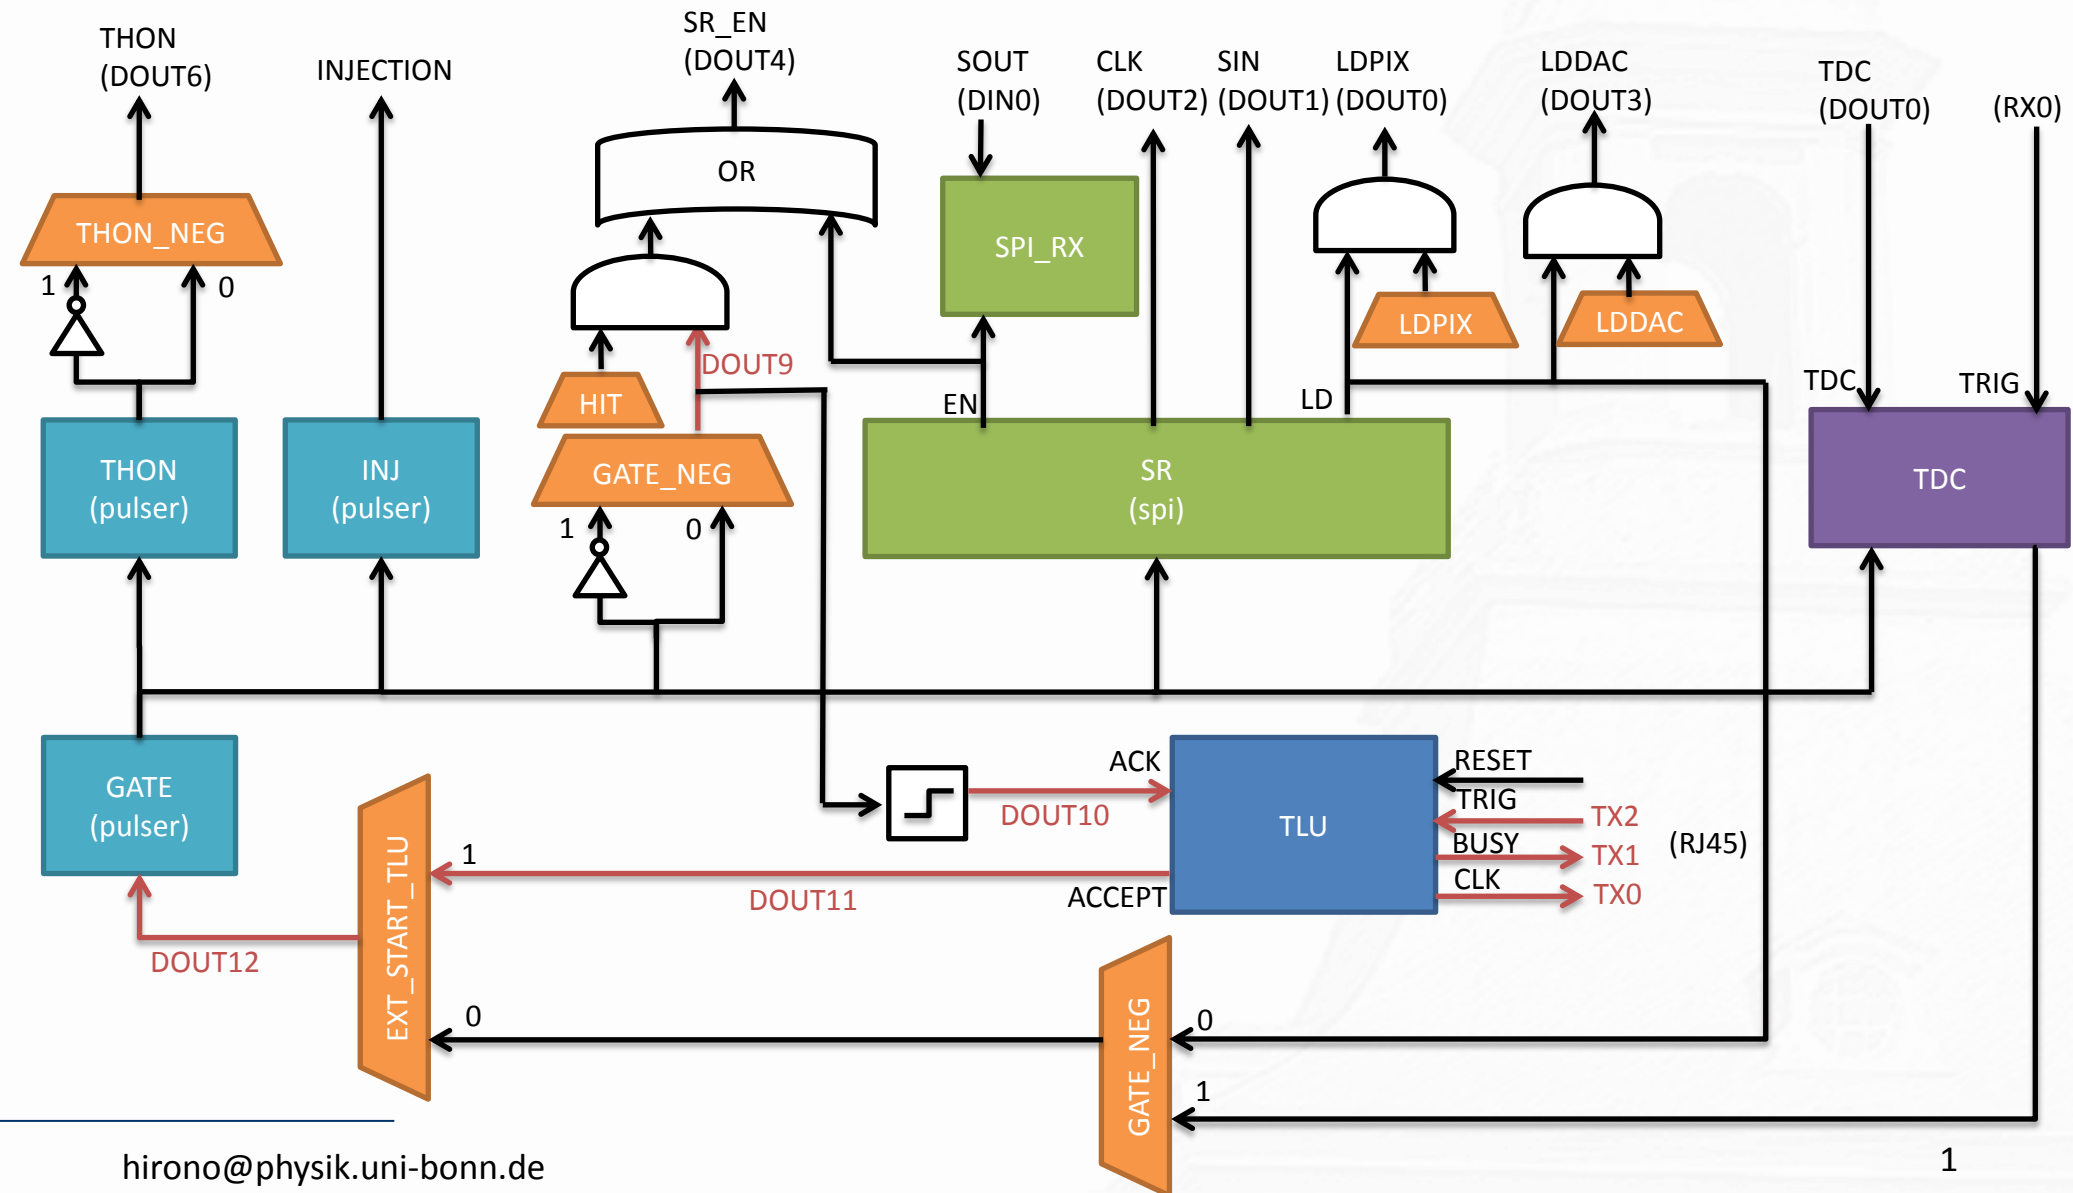 THON
(DOUT6)
INJECTION
SR_EN
(DOUT4)
SOUT
(DIN0)
CLK
(DOUT2)
SIN
(DOUT1)
LDPIX
(DOUT0)
LDDAC
(DOUT3)
TDC
(DOUT0)
(RX0)
OR
THON_NEG
1
0
SPI_RX
LDPIX
LDDAC
DOUT9
HIT
EN
LD
TDC
TRIG
THON
(pulser)
INJ
(pulser)
GATE_NEG
1
0
SR
(spi)
TDC
GATE
(pulser)
EXT_START_TLU
1
0
DOUT12
ACK
DOUT10
DOUT11
ACCEPT
TLU
RESET
TRIG
BUSY
CLK
TX2
TX1
TX0
(RJ45)
GATE_NEG
0
1
hirono@physik.uni-bonn.de
1